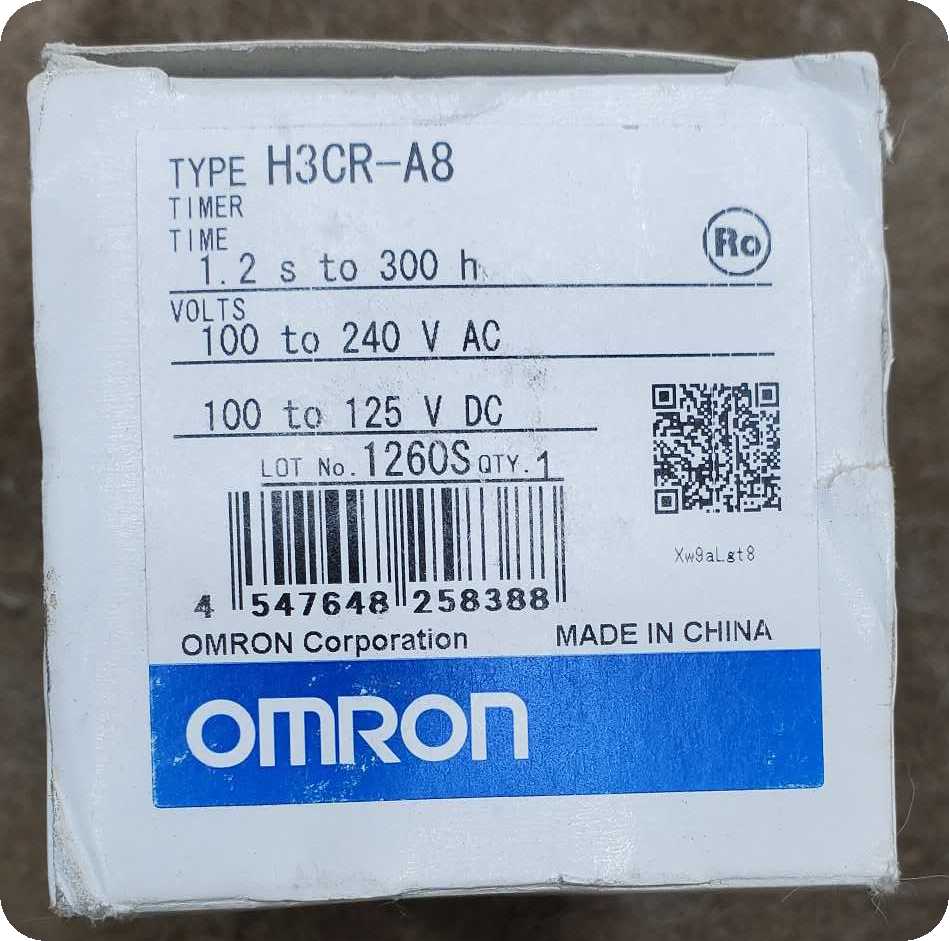 TYPE H3CR-A8
TIMER
TIME
1.2 s to 300 h
Ro
VOLTS
100 to 240 V AC
100 to 125 V DC
LOT No. 1260S QTY. 1
Xw9aLgt8
4 547648 258388
OMRON Corporation MADE IN CHINA
OMRON